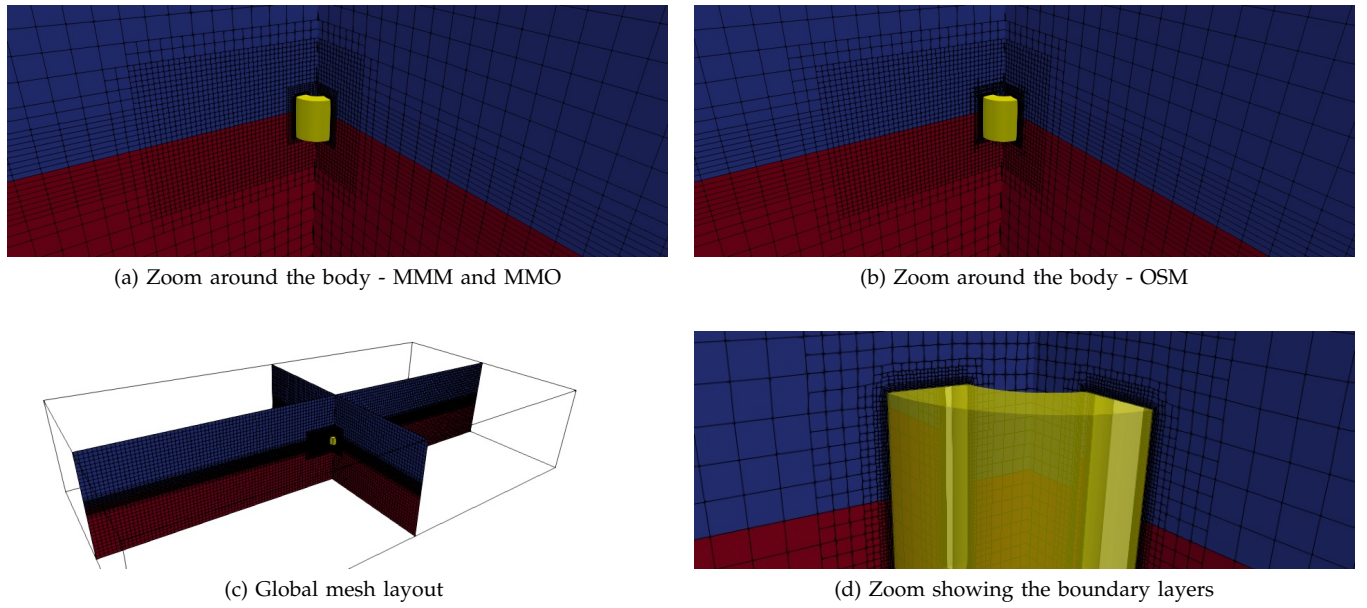 (a) Zoom around the body - MMM and MMO
(b) Zoom around the body - OSM
(c) Global mesh layout
(d) Zoom showing the boundary layers